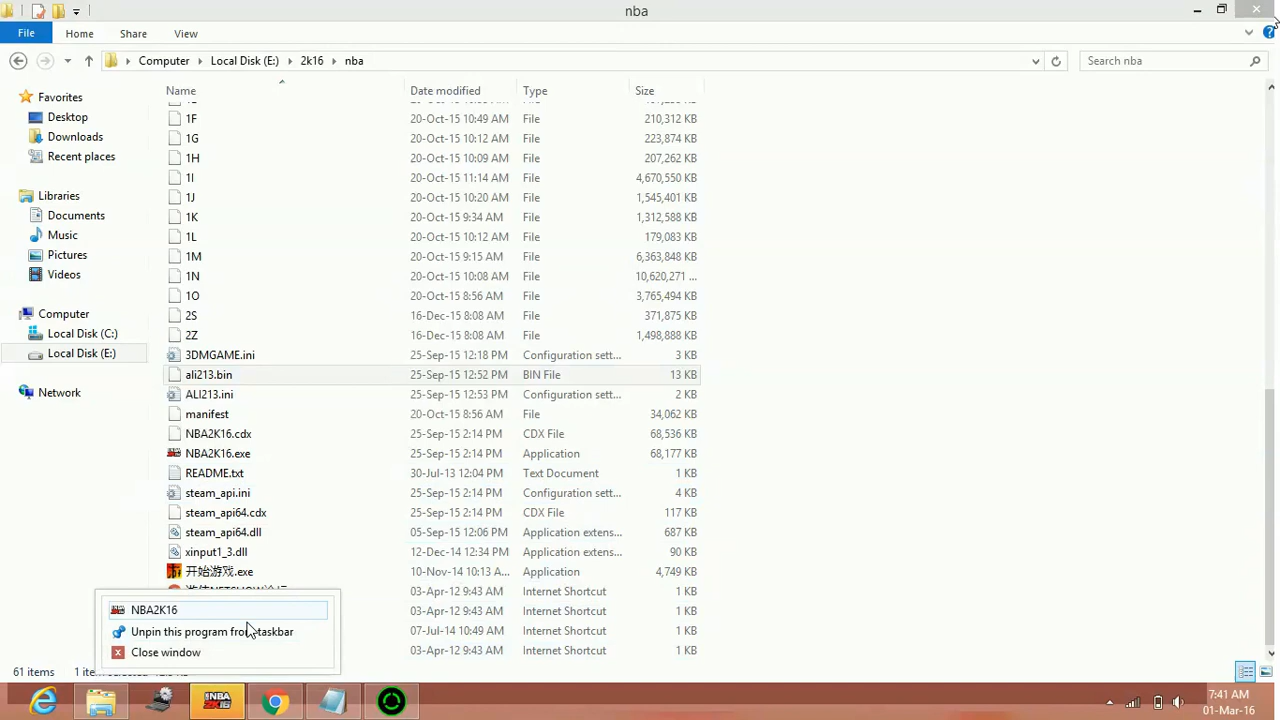 nba
File Home Share View
Computer Local Disk (E:) 2k16 nba Search nba
Name Date modified Type Size
Favorites
Desktop
Downloads
Recent places
Libraries
Documents
Music
Pictures
Videos
Computer
Local Disk (C:)
Local Disk (E:)
Network
1F 20-Oct-15 10:49 AM File 210,312 KB
1G 20-Oct-15 10:12 AM File 223,874 KB
1H 20-Oct-15 10:09 AM File 207,262 KB
1I 20-Oct-15 11:14 AM File 4,670,550 KB
1J 20-Oct-15 10:20 AM File 1,545,401 KB
1K 20-Oct-15 9:34 AM File 1,312,588 KB
1L 20-Oct-15 10:12 AM File 179,083 KB
1M 20-Oct-15 9:15 AM File 6,363,848 KB
1N 20-Oct-15 10:08 AM File 10,620,271 ...
1O 20-Oct-15 8:56 AM File 3,765,494 KB
2S 16-Dec-15 8:08 AM File 371,875 KB
2Z 16-Dec-15 8:08 AM File 1,498,888 KB
3DMGAME.ini 25-Sep-15 12:18 PM Configuration sett... 3 KB
ali213.bin 25-Sep-15 12:52 PM BIN File 13 KB
ALI213.ini 25-Sep-15 12:53 PM Configuration sett... 2 KB
manifest 20-Oct-15 8:56 AM File 34,062 KB
NBA2K16.cdx 25-Sep-15 2:14 PM CDX File 68,536 KB
NBA2K16.exe 25-Sep-15 2:14 PM Application 68,177 KB
README.txt 30-Jul-13 12:04 PM Text Document 1 KB
steam_api.ini 25-Sep-15 2:14 PM Configuration sett... 4 KB
steam_api64.cdx 25-Sep-15 2:14 PM CDX File 117 KB
steam_api64.dll 05-Sep-15 12:06 PM Application extens... 687 KB
xinput1_3.dll 12-Dec-14 12:34 PM Application extens... 90 KB
开始游戏.exe 10-Nov-14 10:13 A... Application 4,749 KB
03-Apr-12 9:43 AM Internet Shortcut 1 KB
03-Apr-12 9:43 AM Internet Shortcut 1 KB
07-Jul-14 10:49 AM Internet Shortcut 1 KB
03-Apr-12 9:43 AM Internet Shortcut 1 KB
NBA2K16
Unpin this program from taskbar
Close window
61 items
NBA 2K16
7:41 AM
01-Mar-16